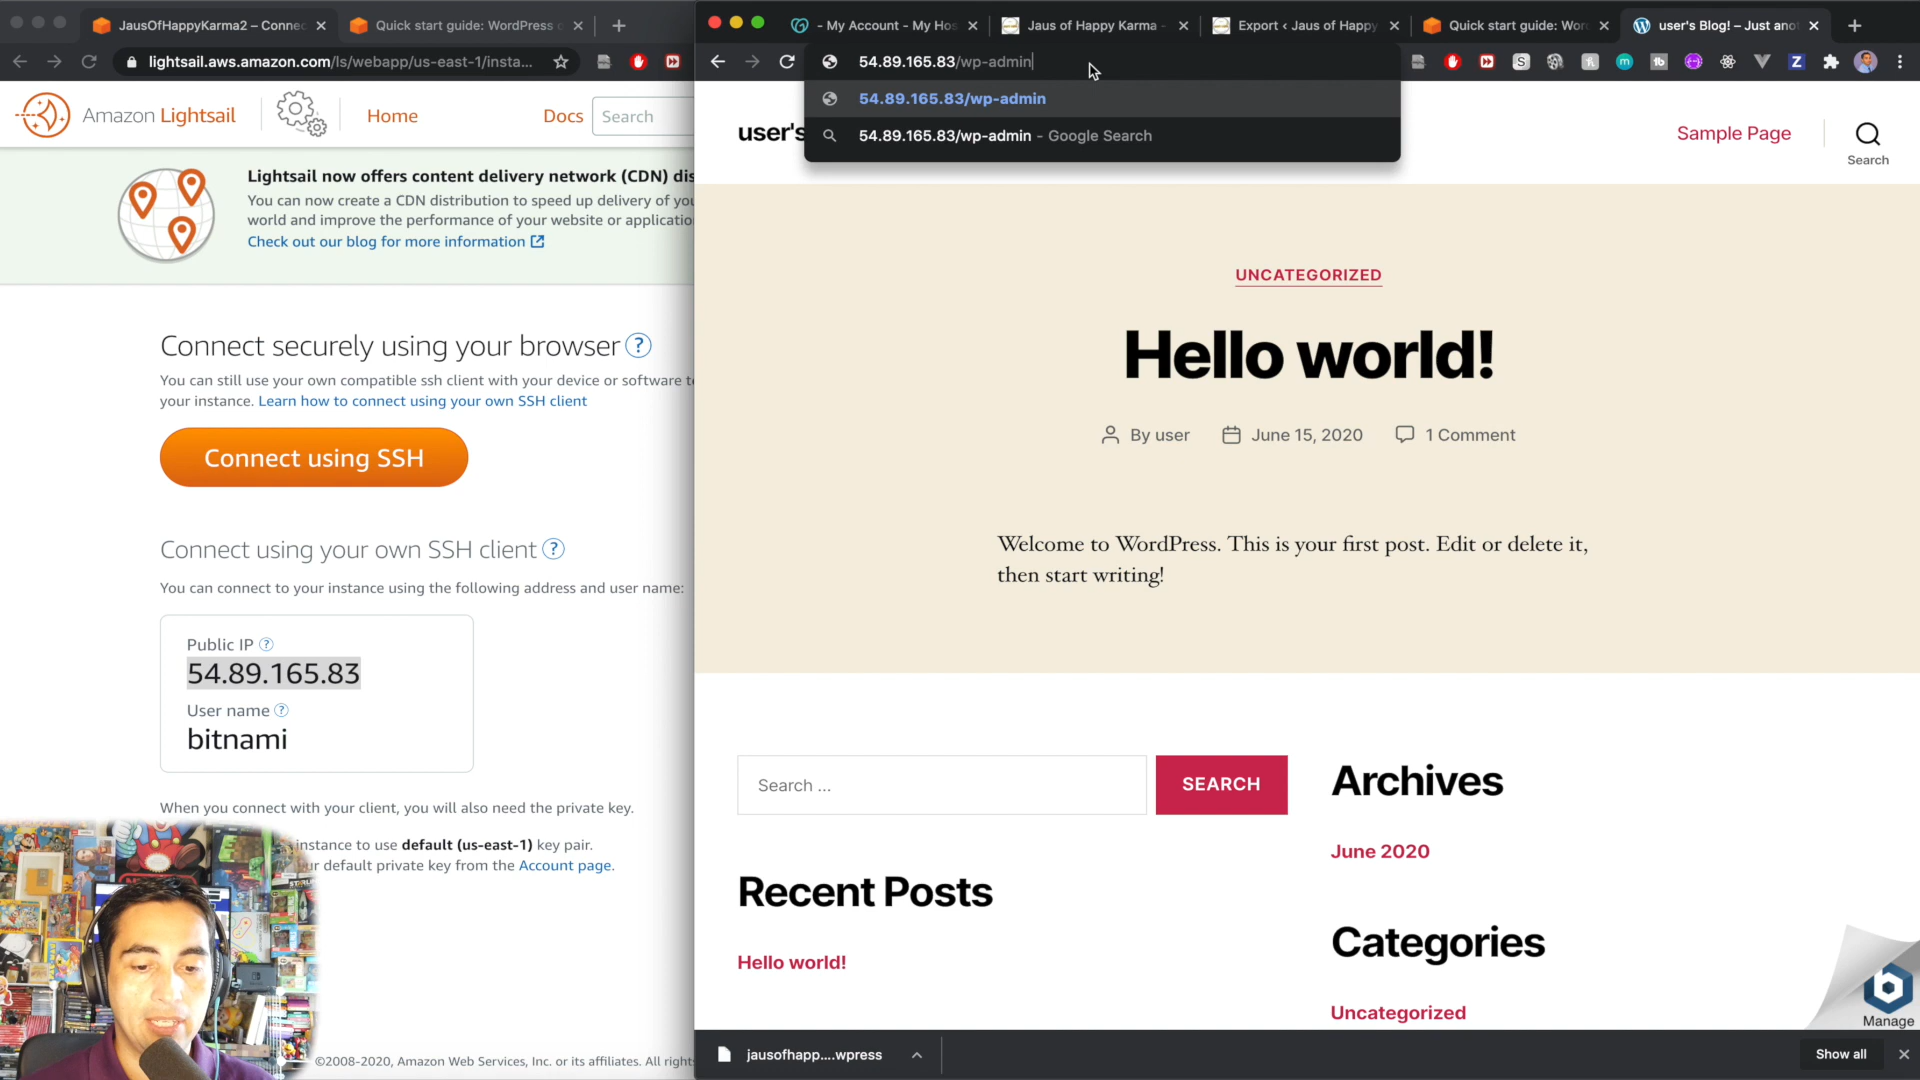 JausOfHappyKarma2 – Connec
Quick start guide: WordPress o
lightsail.aws.amazon.com/ls/webapp/us-east-1/insta...
Amazon Lightsail
Home
Docs
Search
Lightsail now offers content delivery network (CDN) dis
You can now create a CDN distribution to speed up delivery of you
world and improve the performance of your website or applicatio
Check out our blog for more information
Connect securely using your browser ?
You can still use your own compatible ssh client with your device or software to
your instance. Learn how to connect using your own SSH client
Connect using SSH
Connect using your own SSH client ?
You can connect to your instance using the following address and user name:
Public IP ?
54.89.165.83
User name ?
bitnami
When you connect with your client, you will also need the private key.
instance to use default (us-east-1) key pair.
ur default private key from the Account page.
©2008-2020, Amazon Web Services, Inc. or its affiliates. All right
- My Account - My Hos
Jaus of Happy Karma -
Export ‹ Jaus of Happy
Quick start guide: Wor
user's Blog! – Just anot
54.89.165.83/wp-admin
54.89.165.83/wp-admin
54.89.165.83/wp-admin - Google Search
user's
Sample Page
Search
UNCATEGORIZED
Hello world!
By user
June 15, 2020
1 Comment
Welcome to WordPress. This is your first post. Edit or delete it,
then start writing!
Search ...
SEARCH
Archives
June 2020
Recent Posts
Hello world!
Categories
Uncategorized
Manage
jausofhapp....wpress
Show all